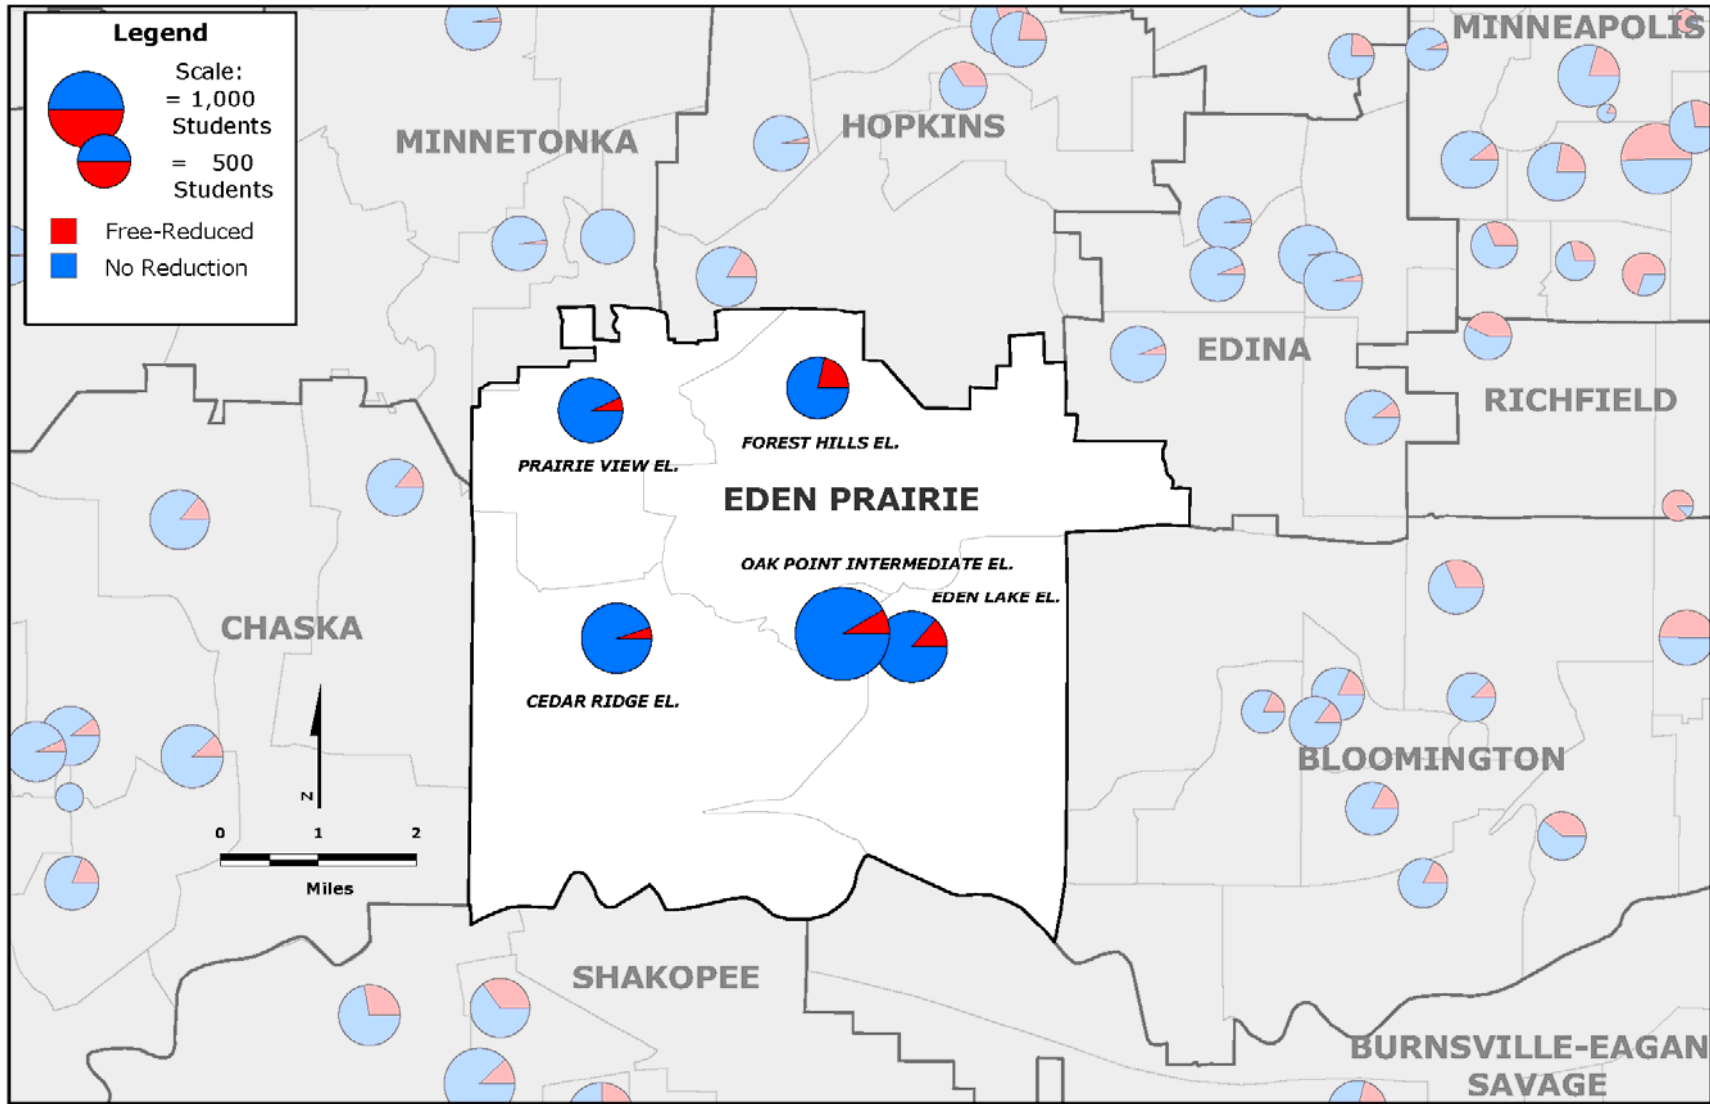 Legend
Scale:
= 1,000
Students
= 500
Students
Free-Reduced
No Reduction
MINNEAPOLIS
MINNETONKA
HOPKINS
EDINA
RICHFIELD
FOREST HILLS EL.
PRAIRIE VIEW EL.
EDEN PRAIRIE
OAK POINT INTERMEDIATE EL.
EDEN LAKE EL.
CHASKA
CEDAR RIDGE EL.
BLOOMINGTON
N
0 1 2
Miles
SHAKOPEE
BURNSVILLE-EAGAN
SAVAGE